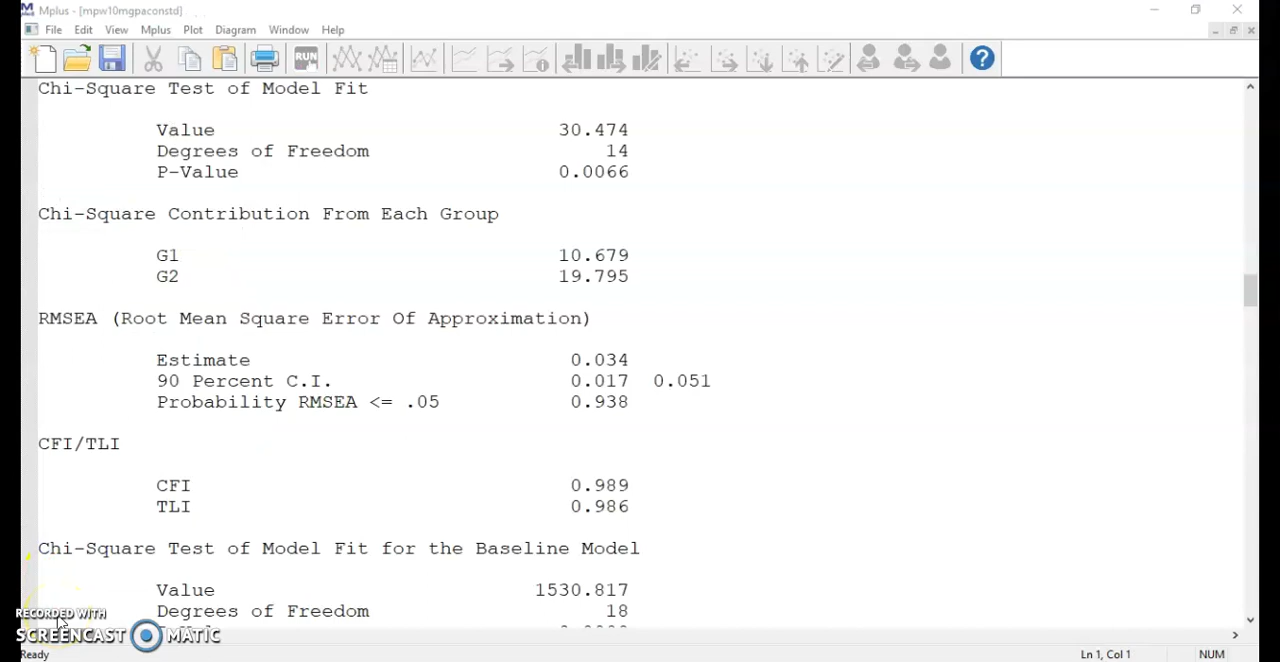 Mplus - [mpw10mgpaconstd]
File Edit View Mplus Plot Diagram Window Help
RUN
Chi-Square Test of Model Fit
Value 30.474
Degrees of Freedom 14
P-Value 0.0066
Chi-Square Contribution From Each Group
G1 10.679
G2 19.795
RMSEA (Root Mean Square Error Of Approximation)
Estimate 0.034
90 Percent C.I. 0.017 0.051
Probability RMSEA <= .05 0.938
CFI/TLI
CFI 0.989
TLI 0.986
Chi-Square Test of Model Fit for the Baseline Model
Value 1530.817
Degrees of Freedom 18
RECORDED WITH
SCREENCAST MATIC
Ready Ln 1, Col 1 NUM